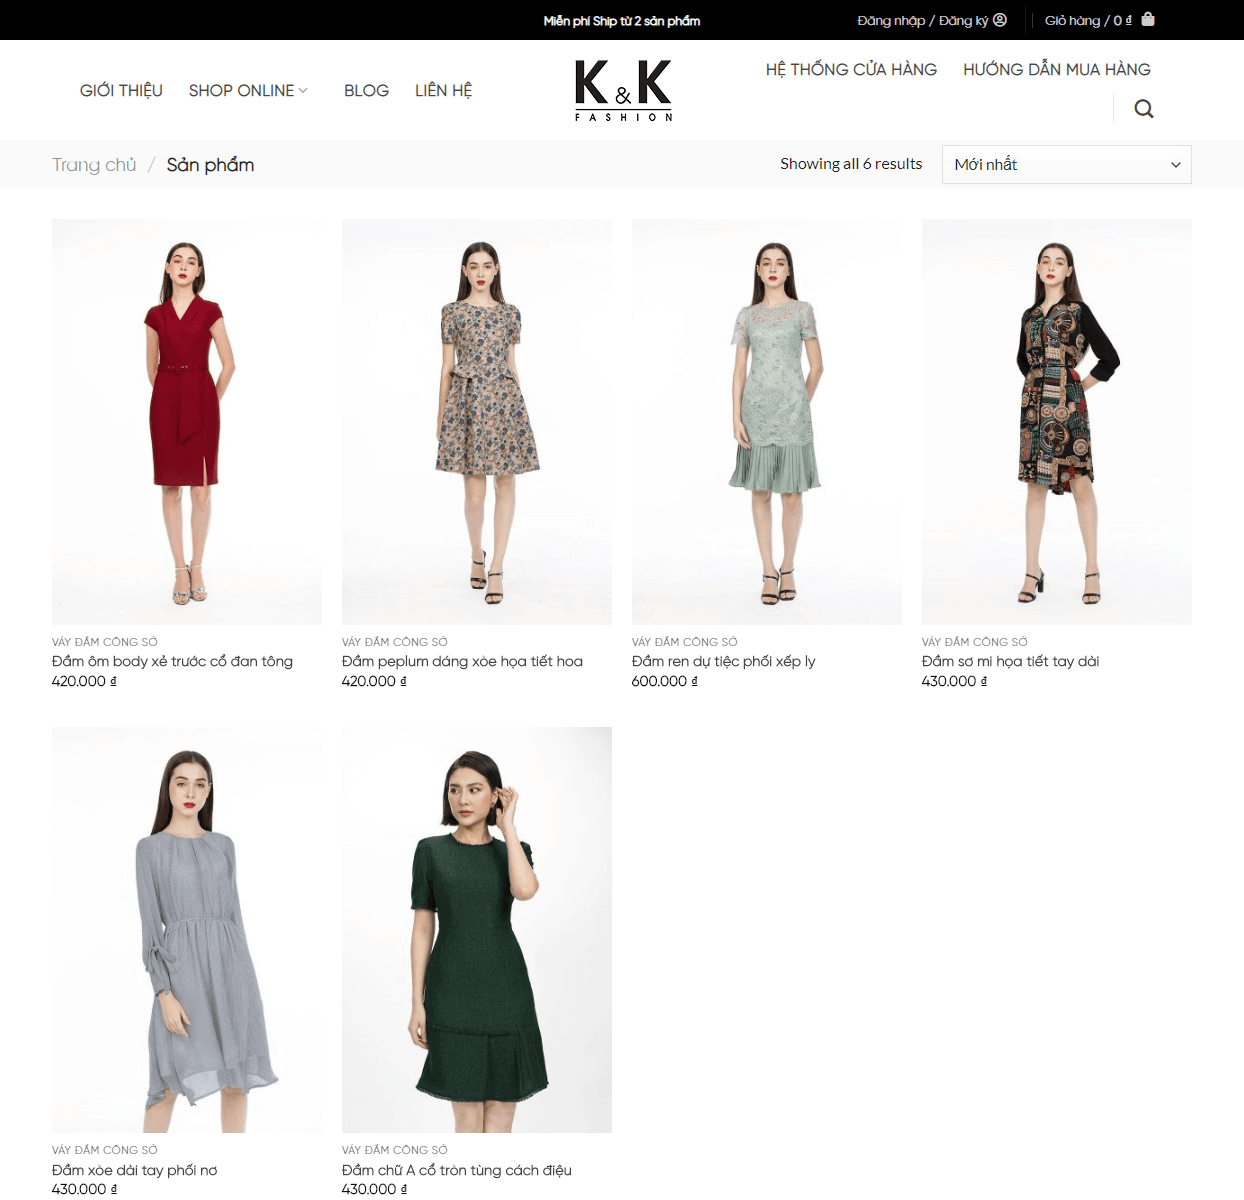 Miễn phí Ship từ 2 sản phẩm
Đăng nhập / Đăng ký
Giỏ hàng / 0 ₫
GIỚI THIỆU
SHOP ONLINE
BLOG
LIÊN HỆ
K & K
FASHION
HỆ THỐNG CỬA HÀNG
HƯỚNG DẪN MUA HÀNG
Trang chủ / Sản phẩm
Showing all 6 results
Mới nhất
VÁY ĐẦM CÔNG SỞ
Đầm ôm body xẻ trước cổ đan tông
420.000 ₫
VÁY ĐẦM CÔNG SỞ
Đầm peplum dáng xòe họa tiết hoa
420.000 ₫
VÁY ĐẦM CÔNG SỞ
Đầm ren dự tiệc phối xếp ly
600.000 ₫
VÁY ĐẦM CÔNG SỞ
Đầm sơ mi họa tiết tay dài
430.000 ₫
VÁY ĐẦM CÔNG SỞ
Đầm xòe dài tay phối nơ
430.000 ₫
VÁY ĐẦM CÔNG SỞ
Đầm chữ A cổ tròn tùng cách điệu
430.000 ₫